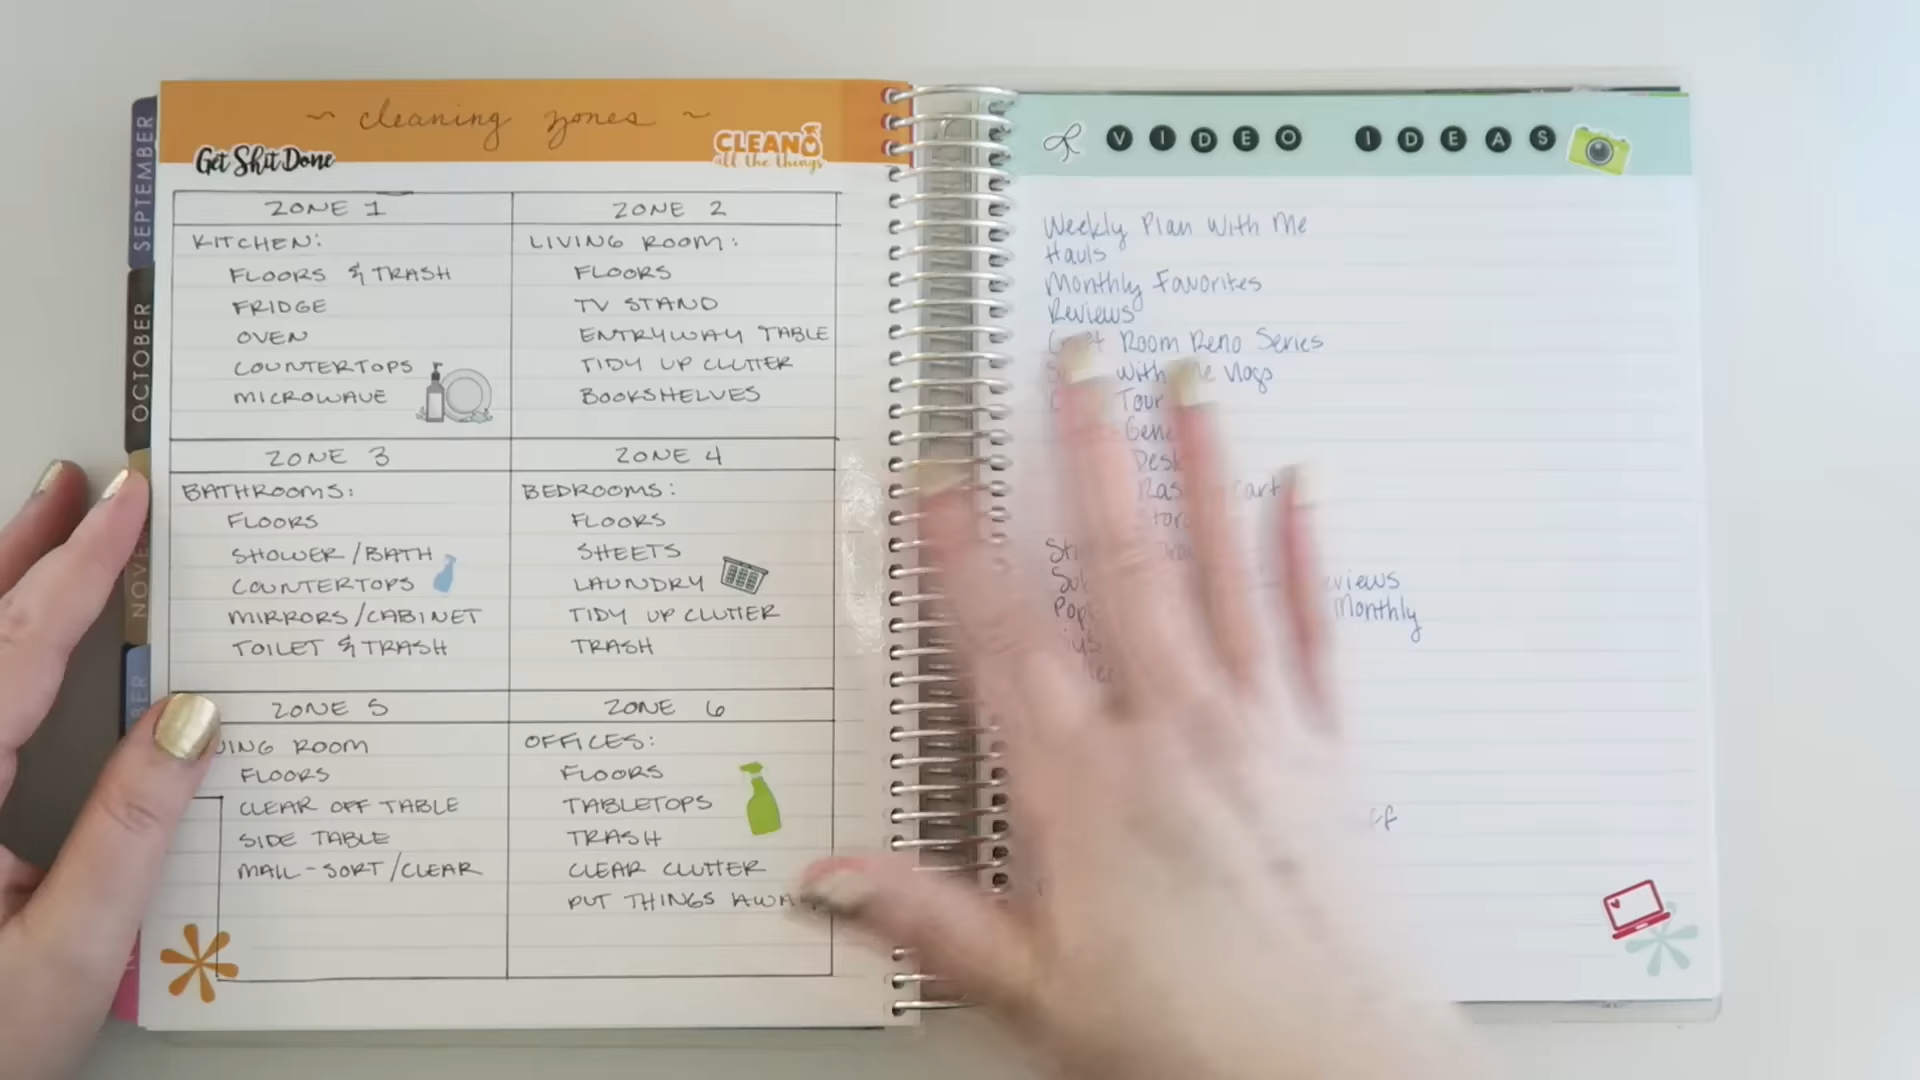 SEPTEMBER
OCTOBER
~ cleaning zones ~
Get Shit Done
CLEAN
all the things
ZONE 1
KITCHEN:
FLOORS & TRASH
FRIDGE
OVEN
COUNTERTOPS
MICROWAVE
ZONE 2
LIVING ROOM:
FLOORS
TV STAND
ENTRYWAY TABLE
TIDY UP CLUTTER
BOOKSHELVES
ZONE 3
BATHROOMS:
FLOORS
SHOWER/BATH
COUNTERTOPS
MIRRORS/CABINET
TOILET & TRASH
ZONE 4
BEDROOMS:
FLOORS
SHEETS
LAUNDRY
TIDY UP CLUTTER
TRASH
ZONE 5
ROOM
FLOORS
CLEAR OFF TABLE
SIDE TABLE
MAIL-SORT/CLEAR
ZONE 6
OFFICES:
FLOORS
TABLETOPS
TRASH
CLEAR CLUTTER
PUT THINGS
VIDEO IDEAS
Weekly Plan With Me
Hauls
Monthly Favorites
Reviews
Room Reno Series
With Vlogs
Tour
Monthly